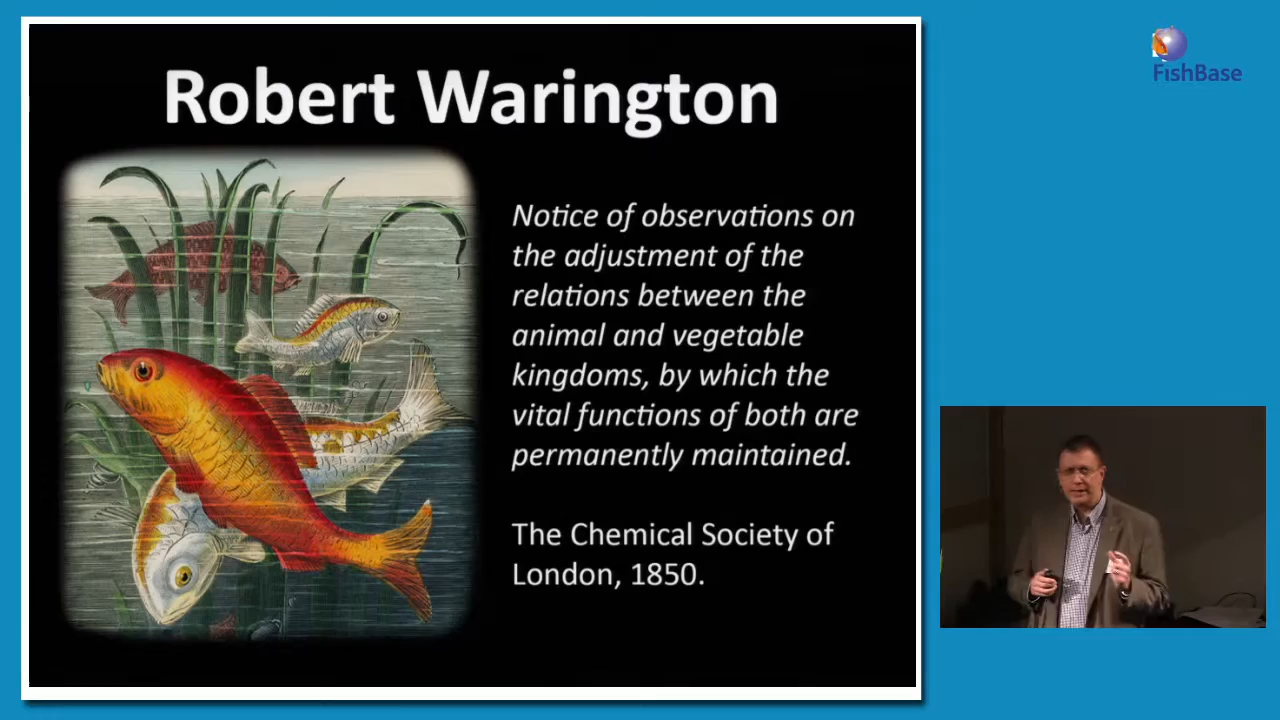 FishBase
Robert Warington
Notice of observations on
the adjustment of the
relations between the
animal and vegetable
kingdoms, by which the
vital functions of both are
permanently maintained.
The Chemical Society of
London, 1850.